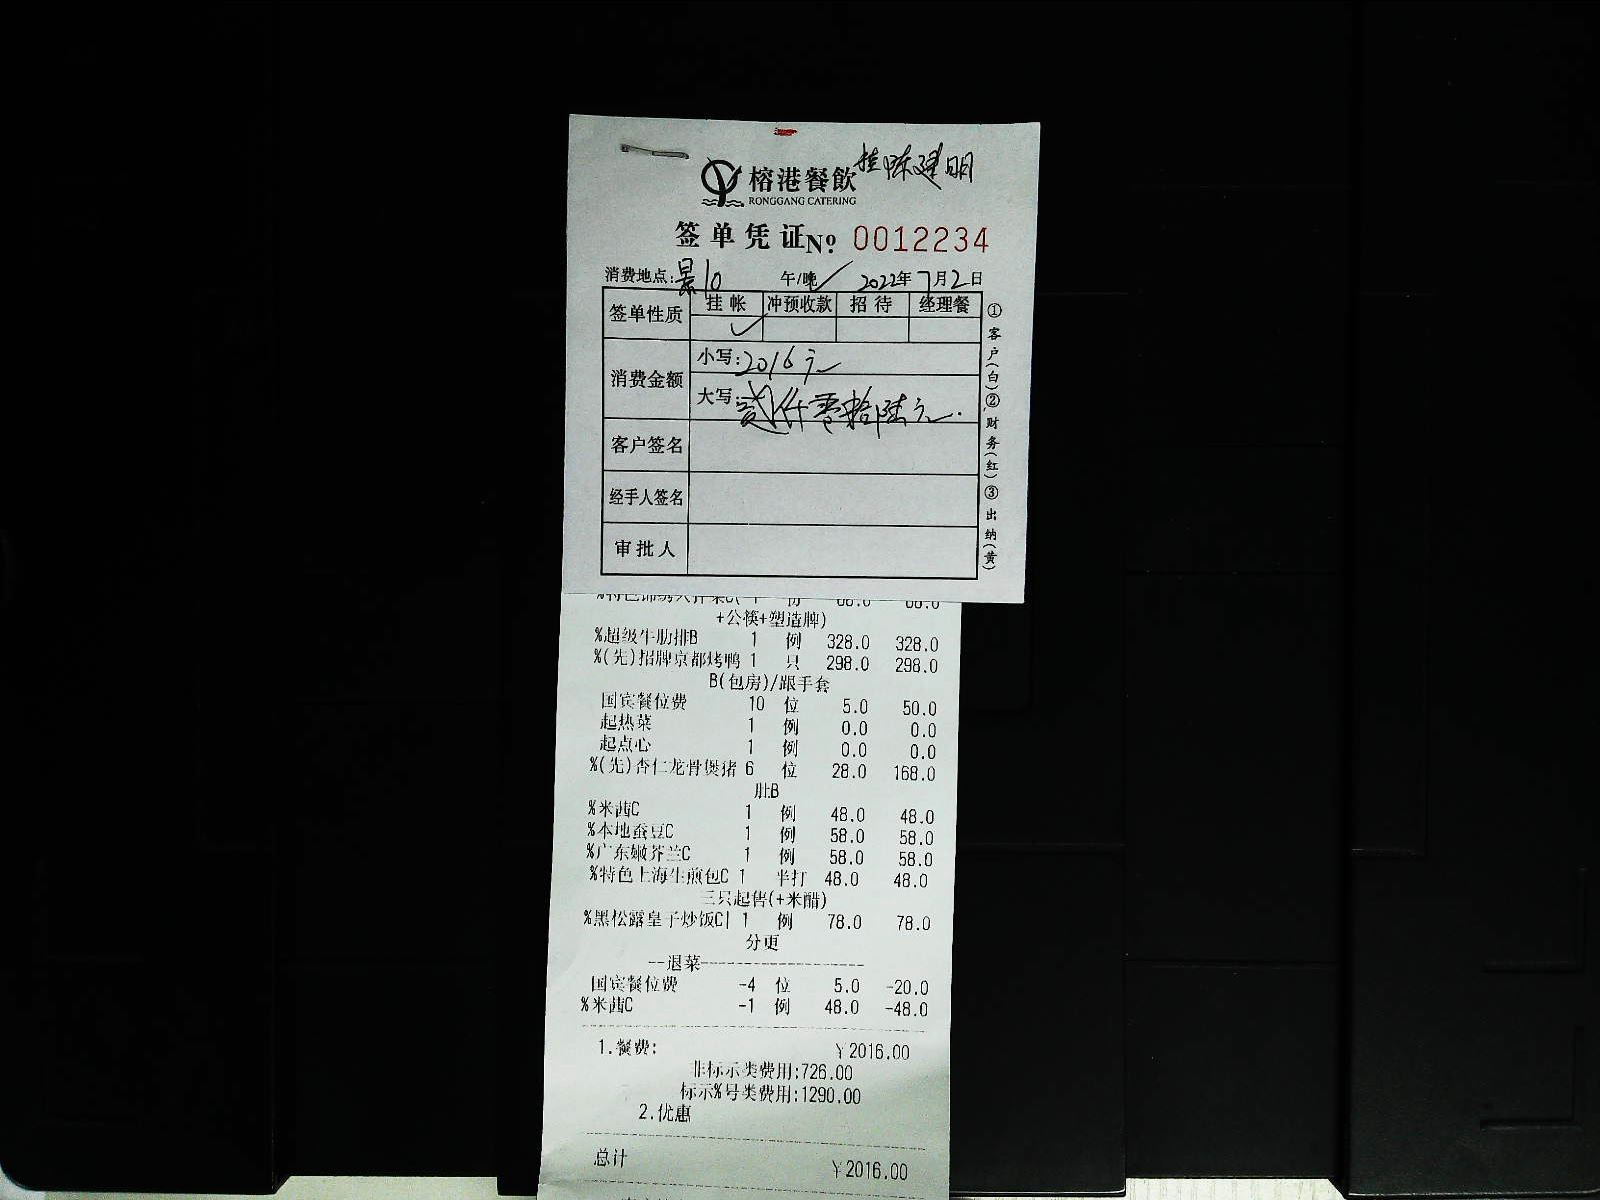 挂陈建明
榕港餐飲
RONGGANG CATERING
签单凭证 № 0012234
消费地点:景10 午/晚✓ 2022年7月2日
签单性质 挂帐 冲预收款 招待 经理餐
✓
消费金额 小写:2016元
大写:贰仟零拾陆元.
客户签名
经手人签名
审批人
①客户(白)②财务(红)③出纳(黄)
+公筷+塑造牌)
%超级牛肋排B 1 例 328.0 328.0
%(先)招牌京都烤鸭 1 只 298.0 298.0
B(包房)/跟手套
国宾餐位费 10 位 5.0 50.0
起热菜 1 例 0.0 0.0
起点心 1 例 0.0 0.0
%(先)杏仁龙骨煲猪 6 位 28.0 168.0
肚B
%米茜C 1 例 48.0 48.0
%本地蚕豆C 1 例 58.0 58.0
%广东嫩芥兰C 1 例 58.0 58.0
%特色上海生煎包C 1 半打 48.0 48.0
三只起售(+米醋)
%黑松露皇子炒饭C| 1 例 78.0 78.0
分更
--退菜------------------
国宾餐位费 -4 位 5.0 -20.0
%米茜C -1 例 48.0 -48.0
1.餐费: ￥2016.00
非标示类费用:726.00
标示%号类费用:1290.00
2.优惠
总计 ￥2016.00